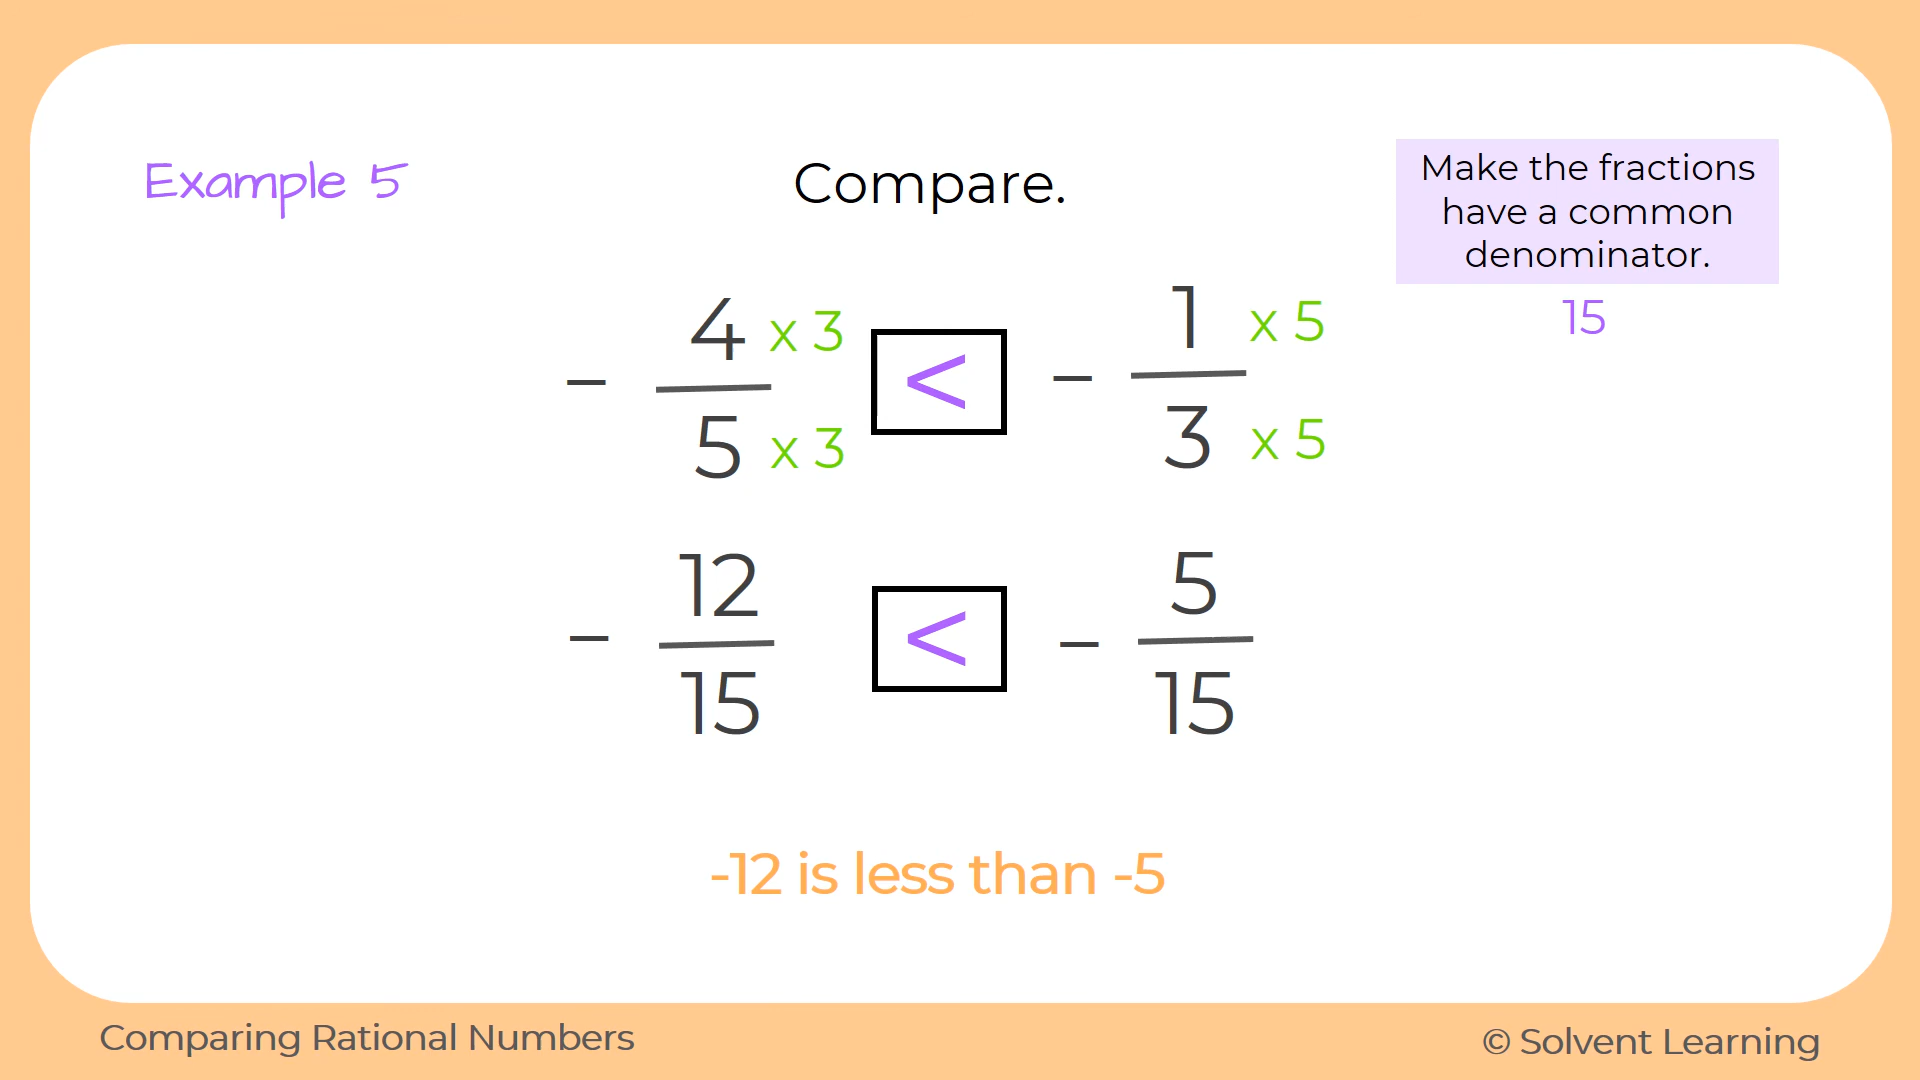 Example 5
Compare.
Make the fractions
have a common
denominator.
15
- 4/5 x 3 x 3 < - 1/3 x 5 x 5
- 12/15 < - 5/15
-12 is less than -5
Comparing Rational Numbers
© Solvent Learning